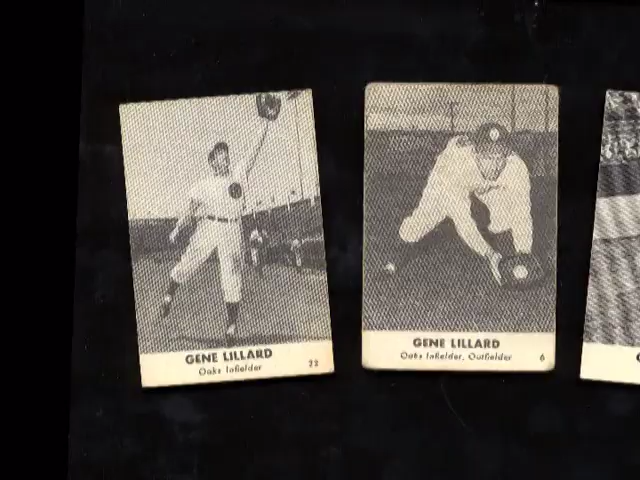 GENE LILLARD
Oaks Infielder
22
GENE LILLARD
Oaks Infielder, Outfielder
6